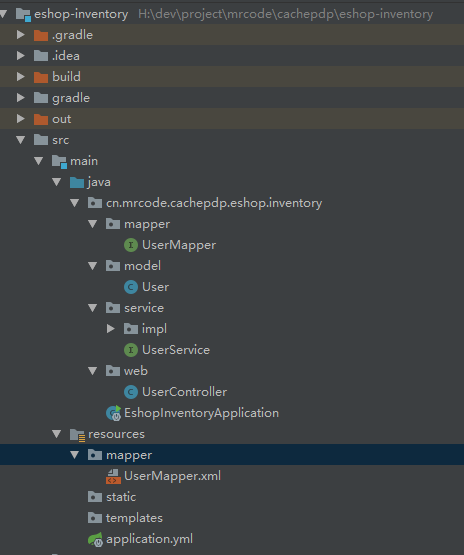 eshop-inventory H:\dev\project\mrcode\cachepdp\eshop-inventory
.gradle
.idea
build
gradle
out
src
main
java
cn.mrcode.cachepdp.eshop.inventory
mapper
UserMapper
model
User
service
impl
UserService
web
UserController
EshopInventoryApplication
resources
mapper
UserMapper.xml
static
templates
application.yml